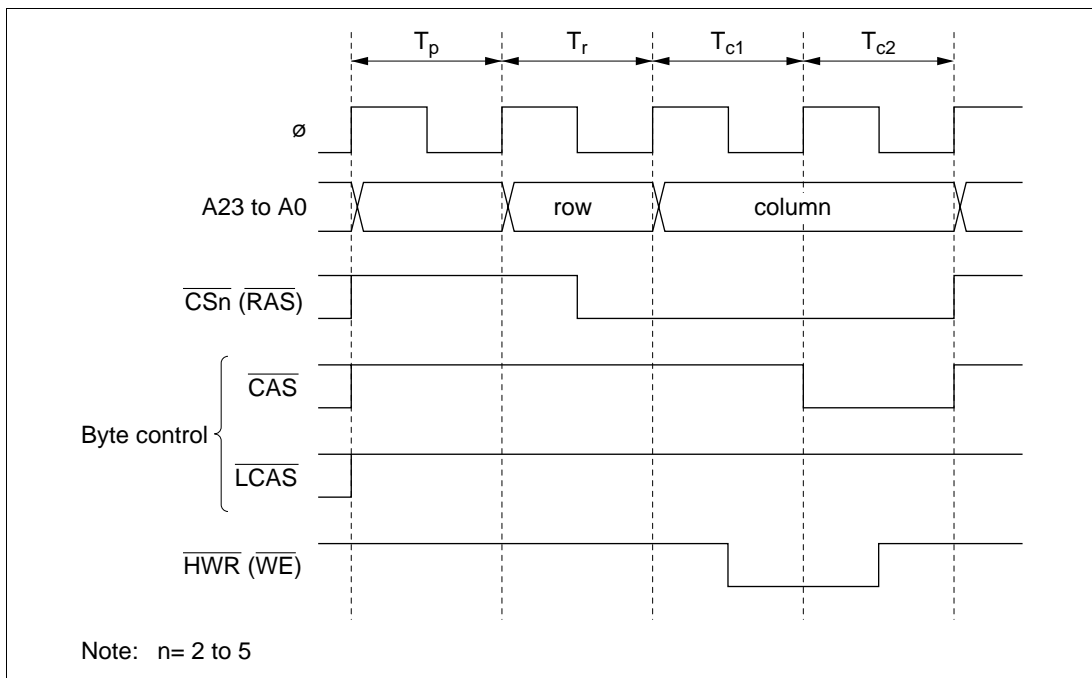 Tp Tr Tc1 Tc2
ø
A23 to A0 row column
CSn (RAS)
CAS
Byte control
LCAS
HWR (WE)
Note: n= 2 to 5